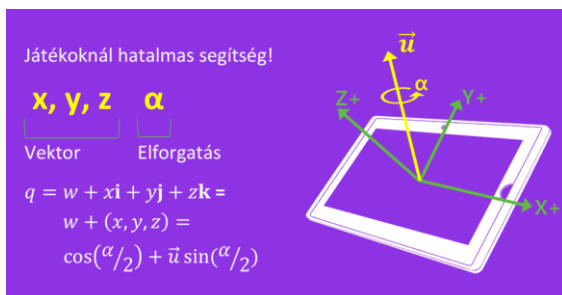 Játékoknál hatalmas segítség!
x, y, z α
Vektor Elforgatás
q = w + xi + yj + zk =
w + (x, y, z) =
cos(α/2) + u⃗ sin(α/2)
u⃗
α
Z+
Y+
X+